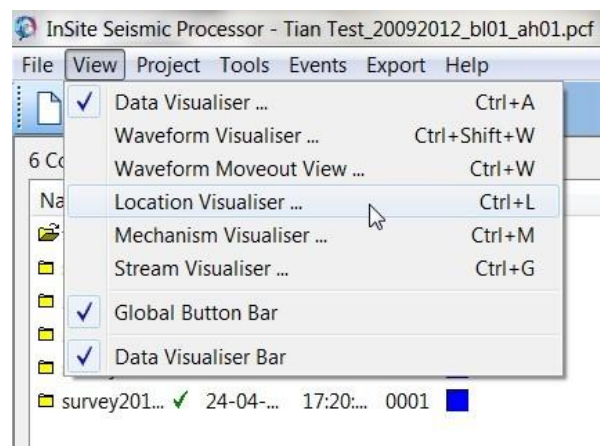 InSite Seismic Processor - Tian Test_20092012_bl01_ah01.pcf
File View Project Tools Events Export Help
Data Visualiser ... Ctrl+A
Waveform Visualiser ... Ctrl+Shift+W
6 Co
Waveform Moveout View ... Ctrl+W
Na
Location Visualiser ... Ctrl+L
Mechanism Visualiser ... Ctrl+M
Stream Visualiser ... Ctrl+G
Global Button Bar
Data Visualiser Bar
survey201... 24-04-... 17:20:... 0001